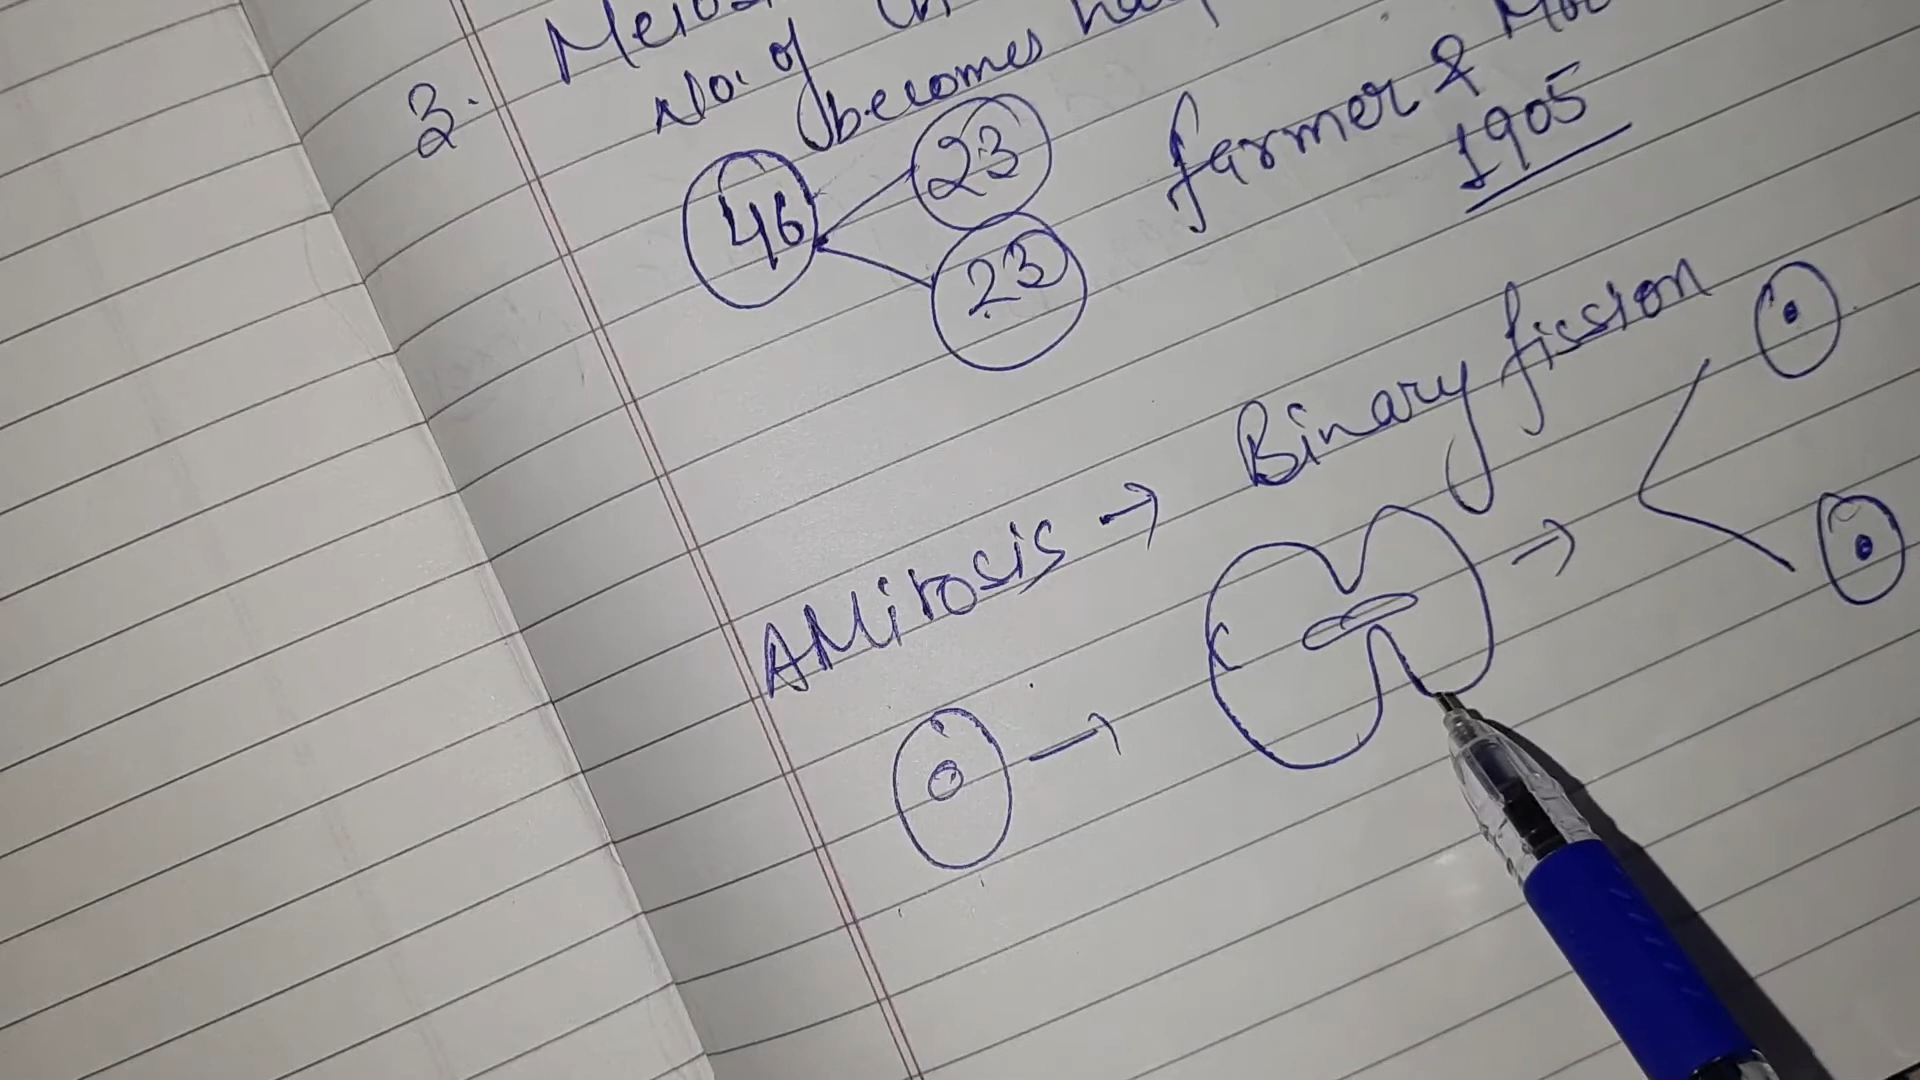 3.
No. of
becomes
46
23
23
farmer &
1905
AMitosis → Binary fission